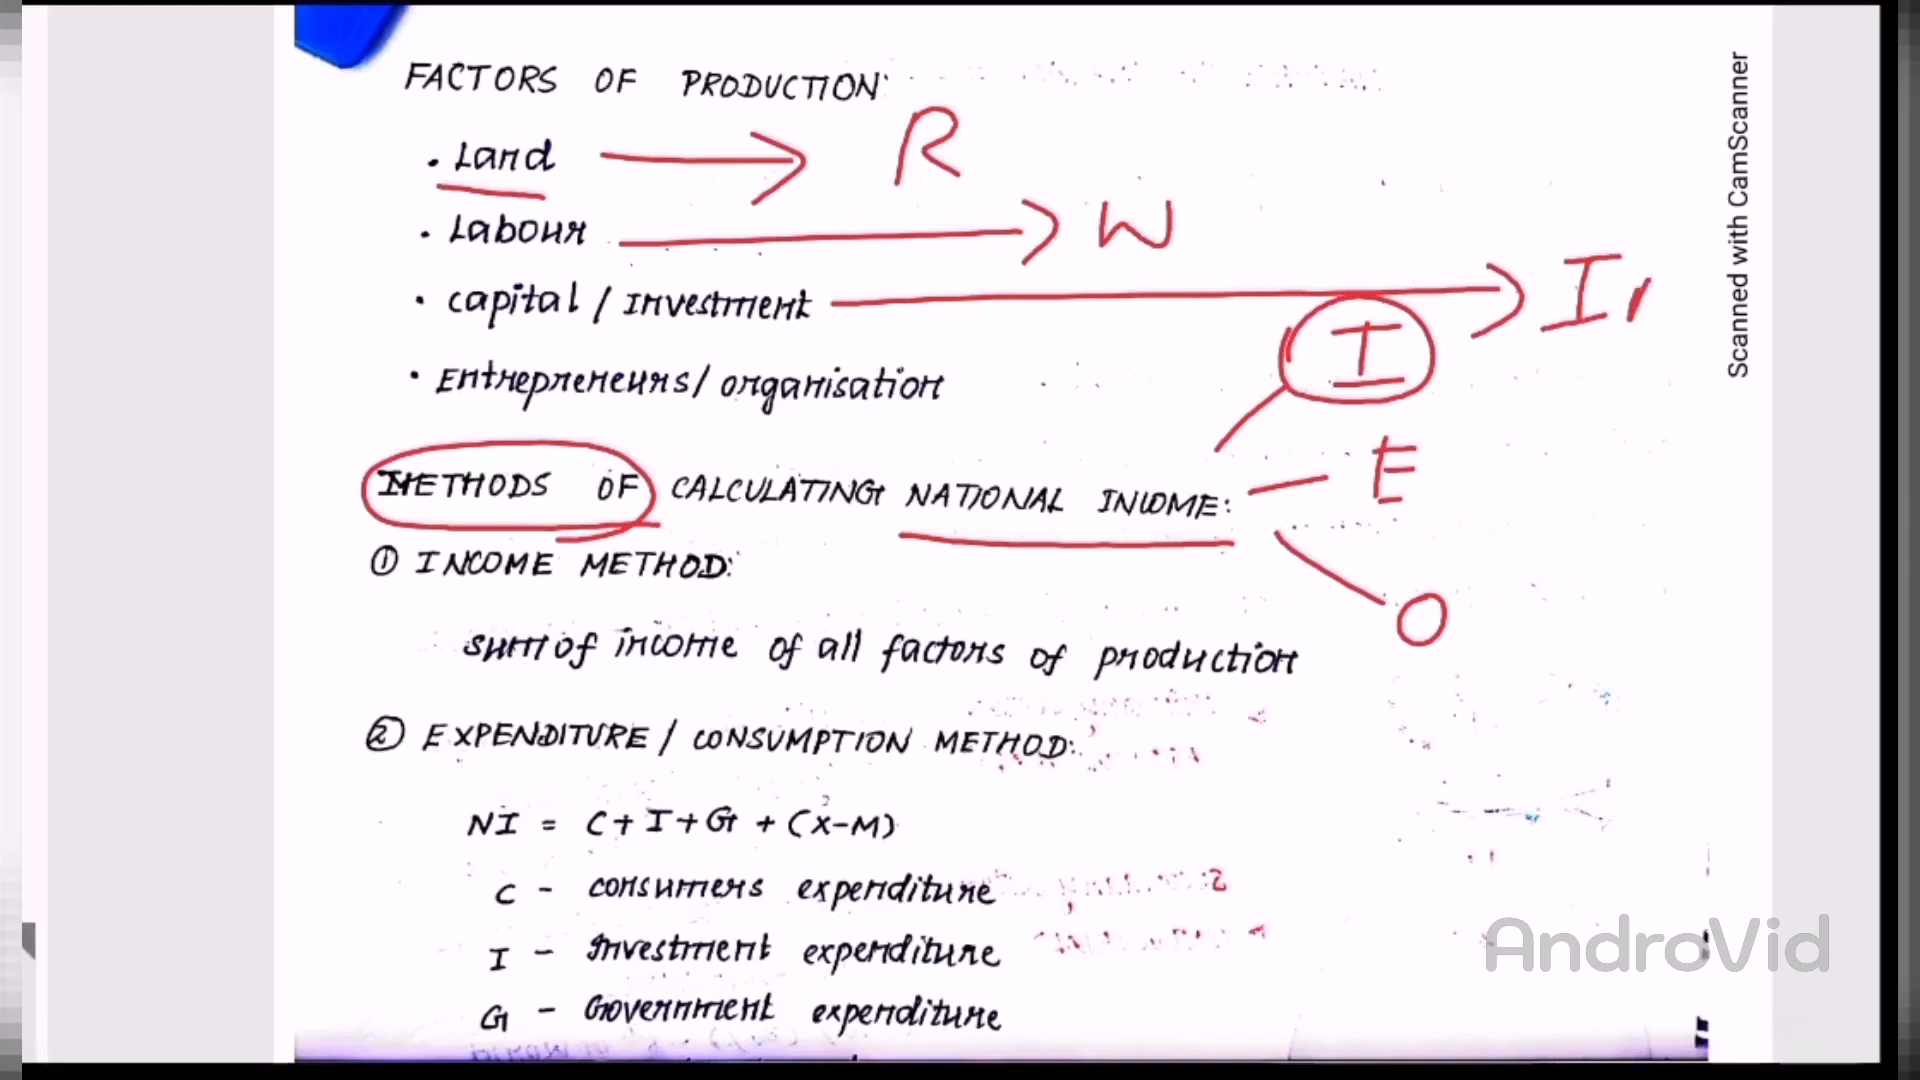 FACTORS OF PRODUCTION:
• Land → R
• Labour → W
• capital / Investment → Ir
• Entrepreneurs / organisation
METHODS OF CALCULATING NATIONAL INCOME:
I
E
O
① INCOME METHOD:
sum of income of all factors of production
② EXPENDITURE / CONSUMPTION METHOD:
NI = C + I + G + (X-M)
C - consumers expenditure
I - Investment expenditure
G - Government expenditure
Scanned with CamScanner
AndroVid